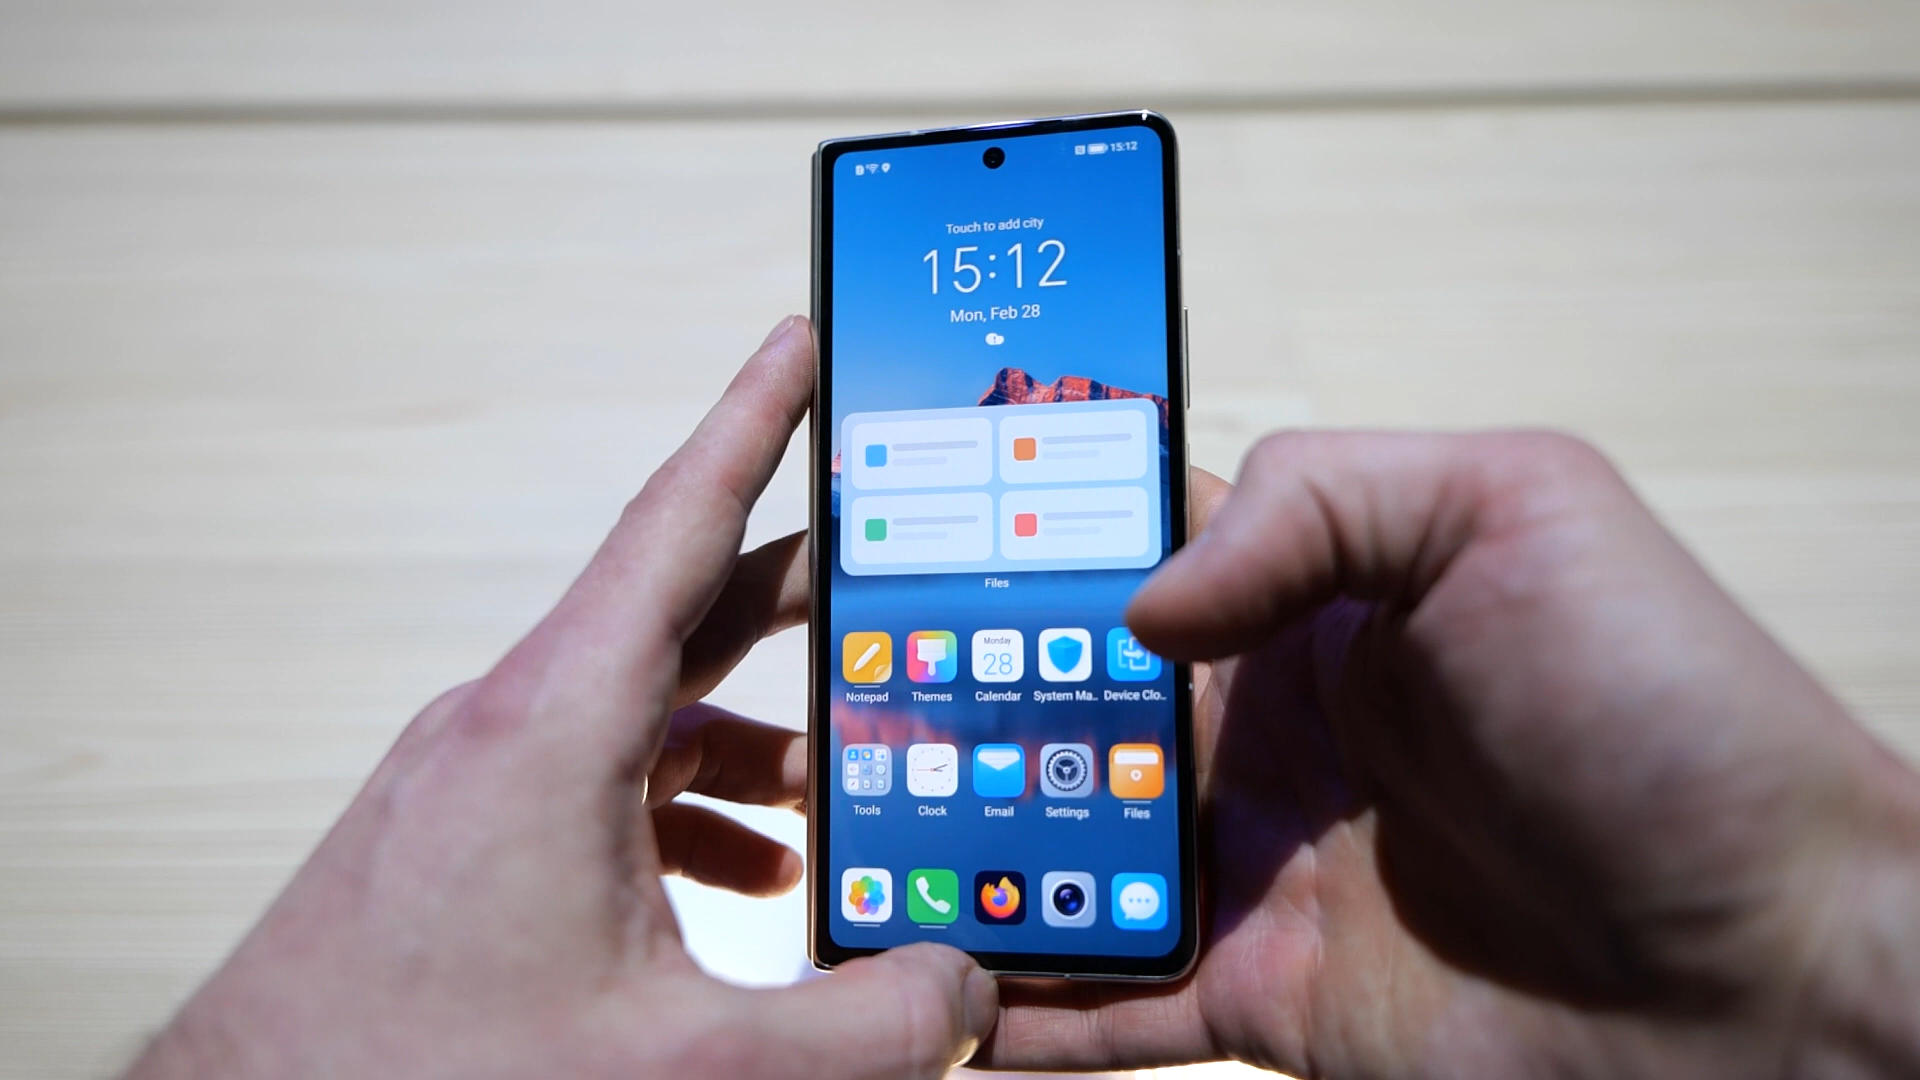 15:12
Touch to add city
15:12
Mon, Feb 28
Files
Monday
28
Notepad
Themes
Calendar
System Ma..
Device Clo..
Tools
Clock
Email
Settings
Files